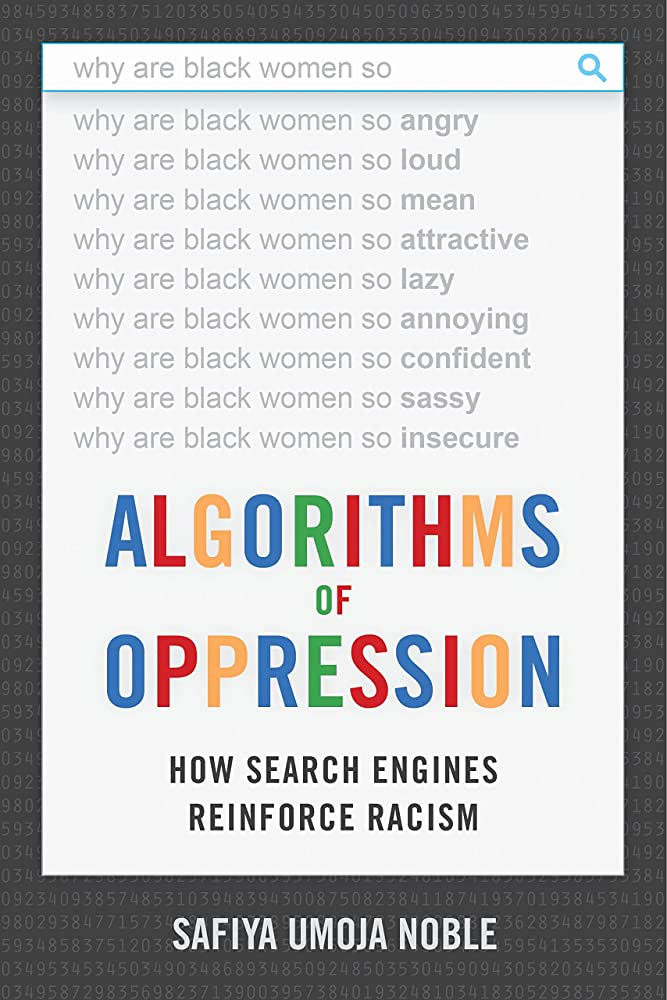 why are black women so
why are black women so angry
why are black women so loud
why are black women so mean
why are black women so attractive
why are black women so lazy
why are black women so annoying
why are black women so confident
why are black women so sassy
why are black women so insecure
ALGORITHMS
OF
OPPRESSION
HOW SEARCH ENGINES
REINFORCE RACISM
SAFIYA UMOJA NOBLE